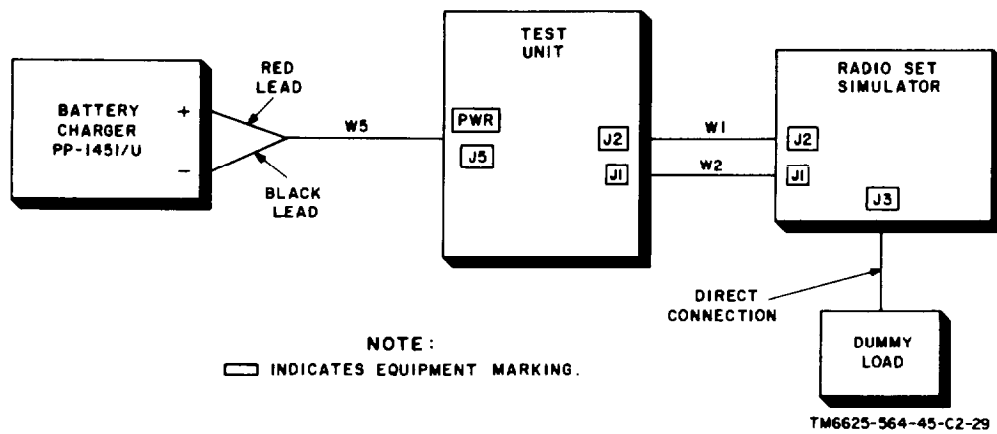 BATTERY
CHARGER
PP-1451/U
+
−
RED
LEAD
BLACK
LEAD
W5
TEST
UNIT
PWR
J5
J2
J1
W1
W2
RADIO SET
SIMULATOR
J2
J1
J3
DIRECT
CONNECTION
DUMMY
LOAD
NOTE:
INDICATES EQUIPMENT MARKING.
TM6625-564-45-C2-29